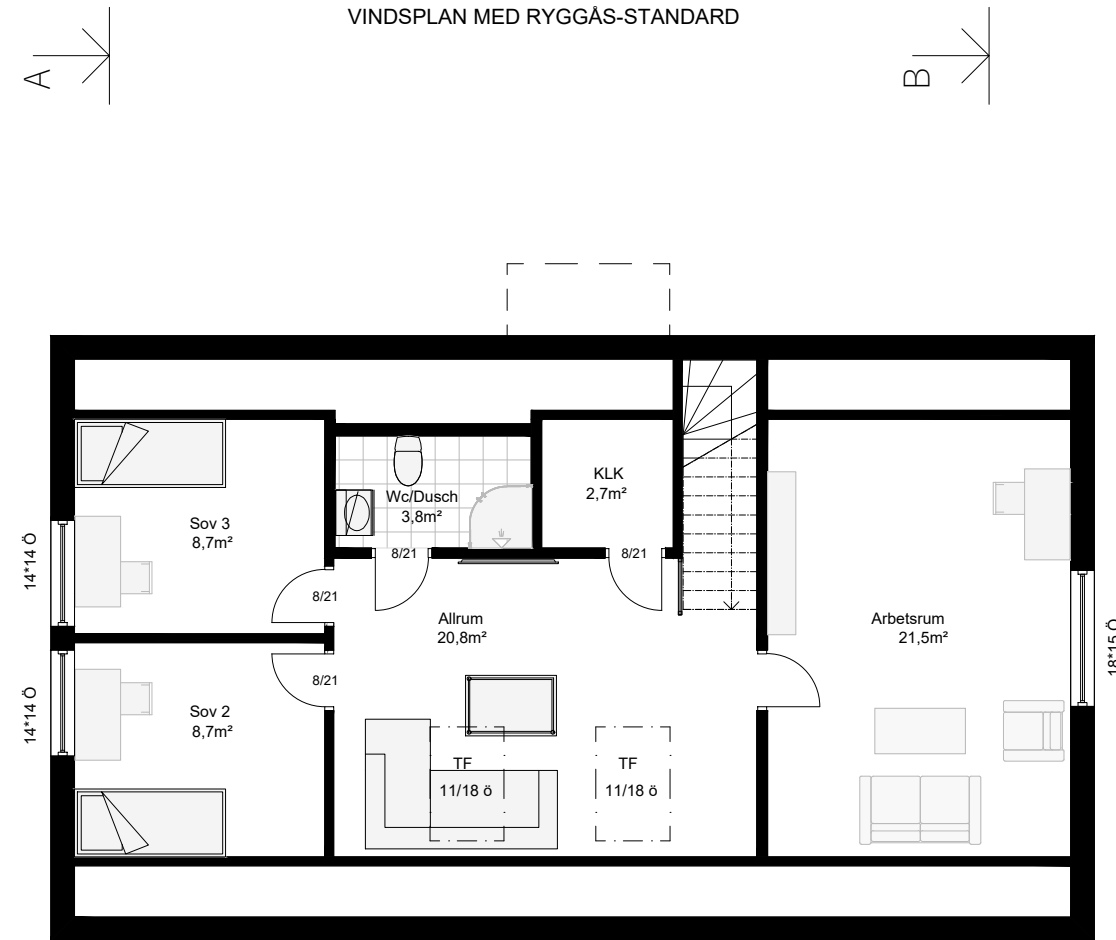 VINDSPLAN MED RYGGÅS-STANDARD
A
B
KLK
2,7m²
Wc/Dusch
3,8m²
Sov 3
8,7m²
14*14 Ö
8/21
8/21
8/21
Allrum
20,8m²
Arbetsrum
21,5m²
18*15 Ö
8/21
Sov 2
8,7m²
14*14 Ö
TF
11/18 ö
TF
11/18 ö